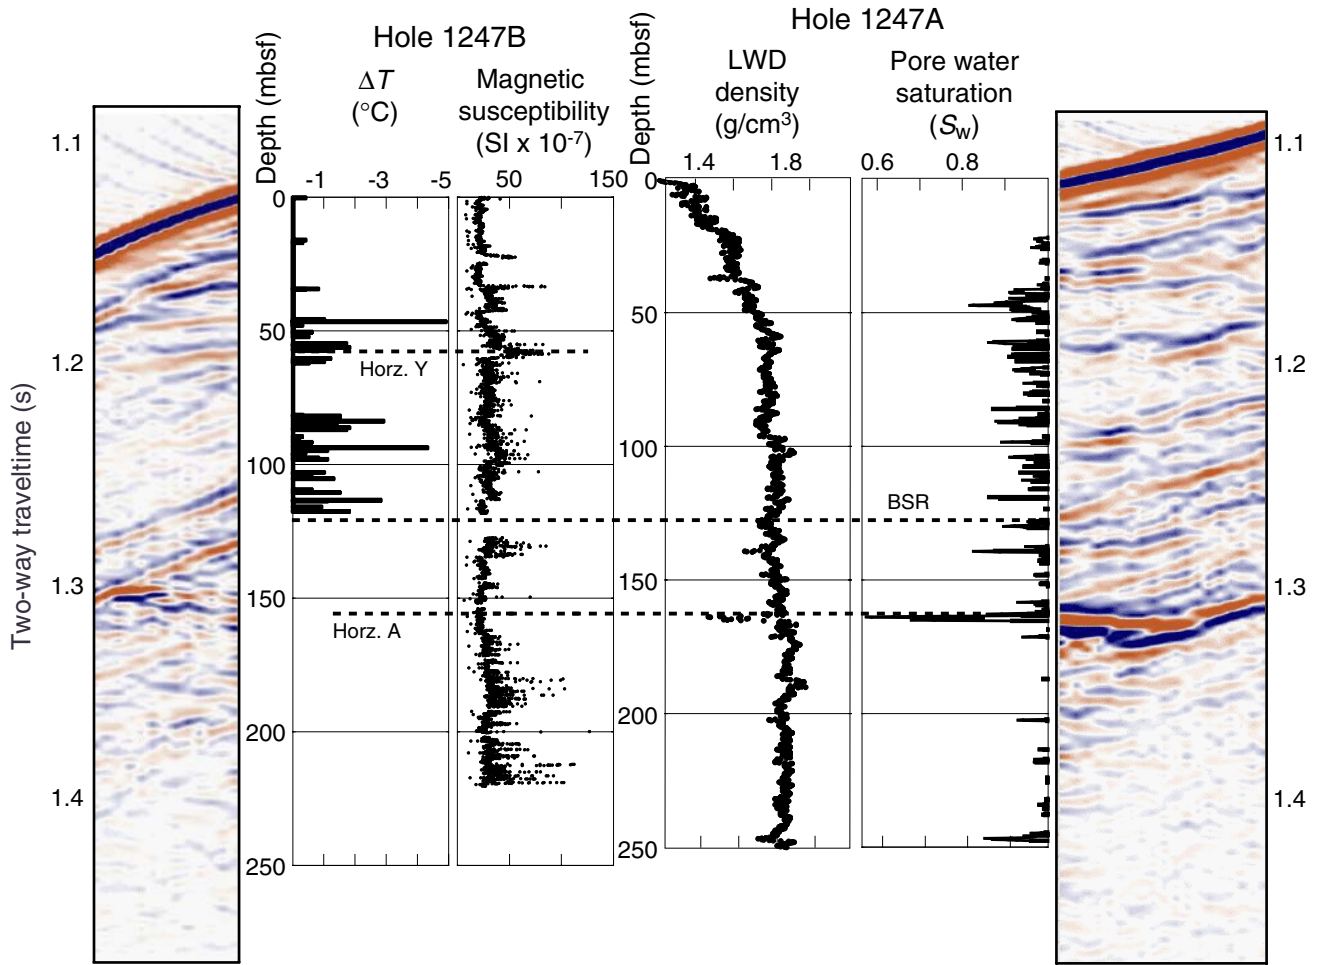 Hole 1247B
Hole 1247A
Depth (mbsf)
ΔT
(°C)
Magnetic
susceptibility
(SI x 10-7)
Depth (mbsf)
LWD
density
(g/cm3)
Pore water
saturation
(Sw)
-1 -3 -5
50 150
1.4 1.8
0.6 0.8
0
50
100
150
200
250
0
50
100
150
200
250
Horz. Y
BSR
Horz. A
Two-way traveltime (s)
1.1
1.2
1.3
1.4
1.1
1.2
1.3
1.4